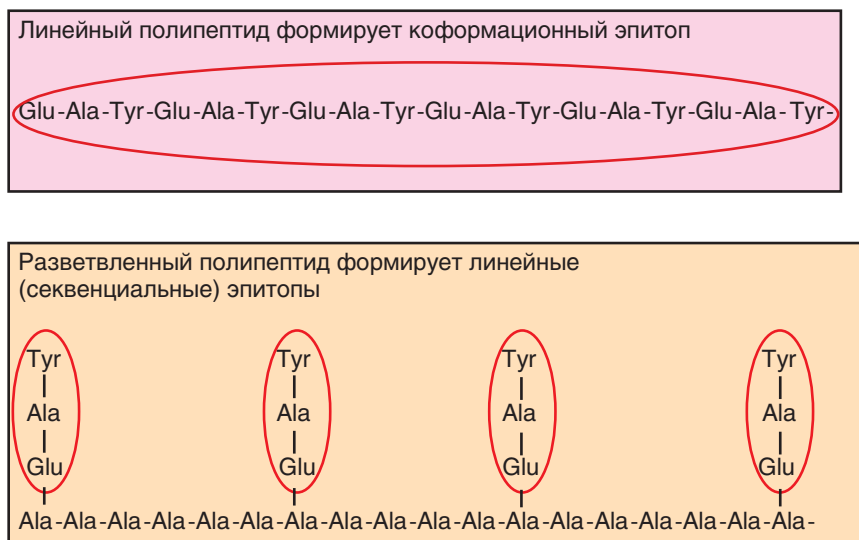 Линейный полипептид формирует коформационный эпитоп
Glu-Ala-Tyr-Glu-Ala-Tyr-Glu-Ala-Tyr-Glu-Ala-Tyr-Glu-Ala-Tyr-Glu-Ala-Tyr-
Разветвленный полипептид формирует линейные
(секвенциальные) эпитопы
Tyr Tyr Tyr Tyr
Ala Ala Ala Ala
Glu Glu Glu Glu
Ala-Ala-Ala-Ala-Ala-Ala-Ala-Ala-Ala-Ala-Ala-Ala-Ala-Ala-Ala-Ala-Ala-Ala-